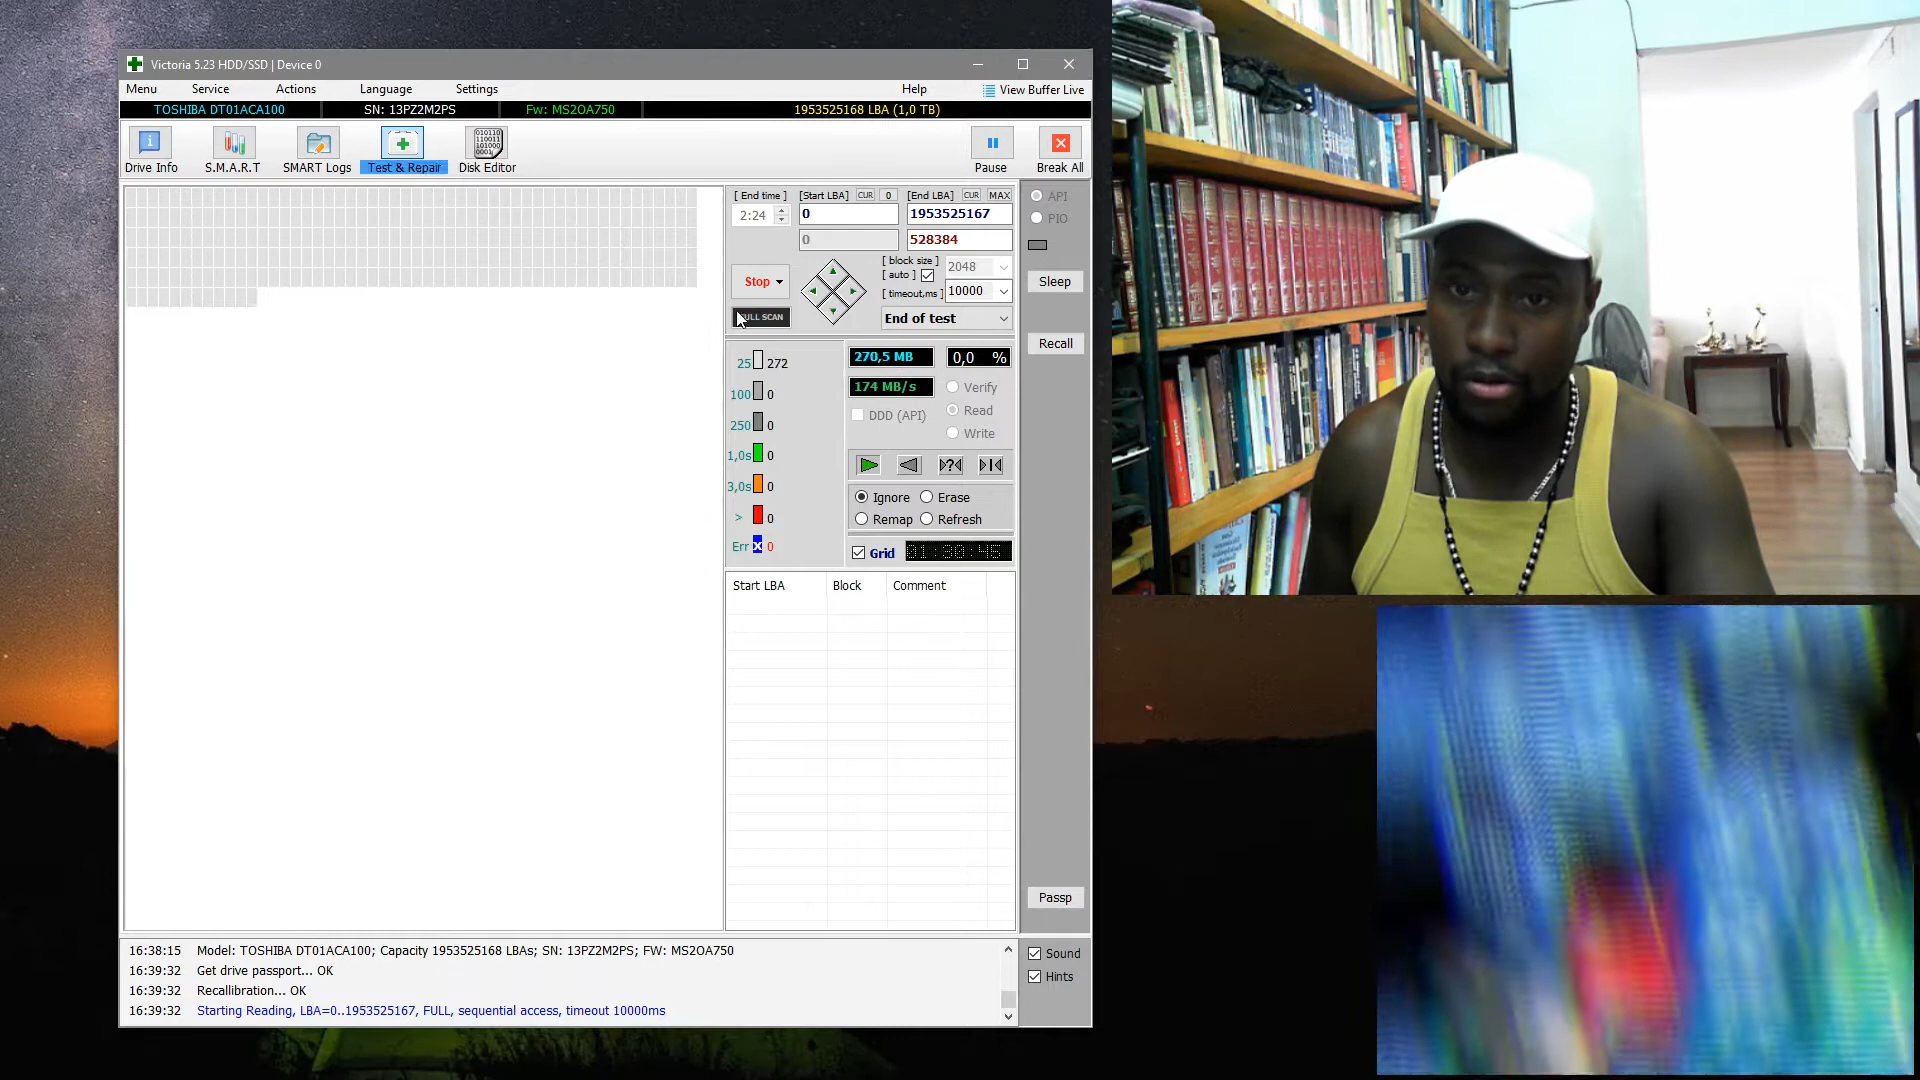 Victoria 5.23 HDD/SSD | Device 0
Menu Service Actions Language Settings Help View Buffer Live
TOSHIBA DT01ACA100 SN: 13PZ2M2PS Fw: MS2OA750 1953525168 LBA (1,0 TB)
Drive Info S.M.A.R.T SMART Logs Test & Repair Disk Editor Pause Break All
[ End time ] [Start LBA] CUR 0 [End LBA] CUR MAX
2:24 0 1953525167
0 528384
[ block size ]
[ auto ] 2048
Stop
[ timeout,ms ] 10000
FULL SCAN End of test
API
PIO
Sleep
Recall
25 272
100 0
250 0
1,0s 0
3,0s 0
> 0
Err x 0
270,5 MB 0,0 %
174 MB/s Verify
DDD (API) Read
Write
Ignore Erase
Remap Refresh
Grid 01:30:45
Start LBA Block Comment
Passp
16:38:15 Model: TOSHIBA DT01ACA100; Capacity 1953525168 LBAs; SN: 13PZ2M2PS; FW: MS2OA750
16:39:32 Get drive passport... OK
16:39:32 Recallibration... OK
16:39:32 Starting Reading, LBA=0..1953525167, FULL, sequential access, timeout 10000ms
Sound
Hints